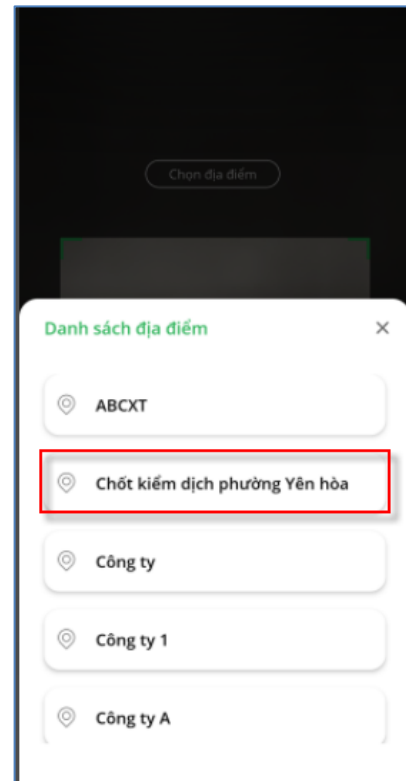 Chọn địa điểm
Danh sách địa điểm
ABCXT
Chốt kiểm dịch phường Yên hòa
Công ty
Công ty 1
Công ty A